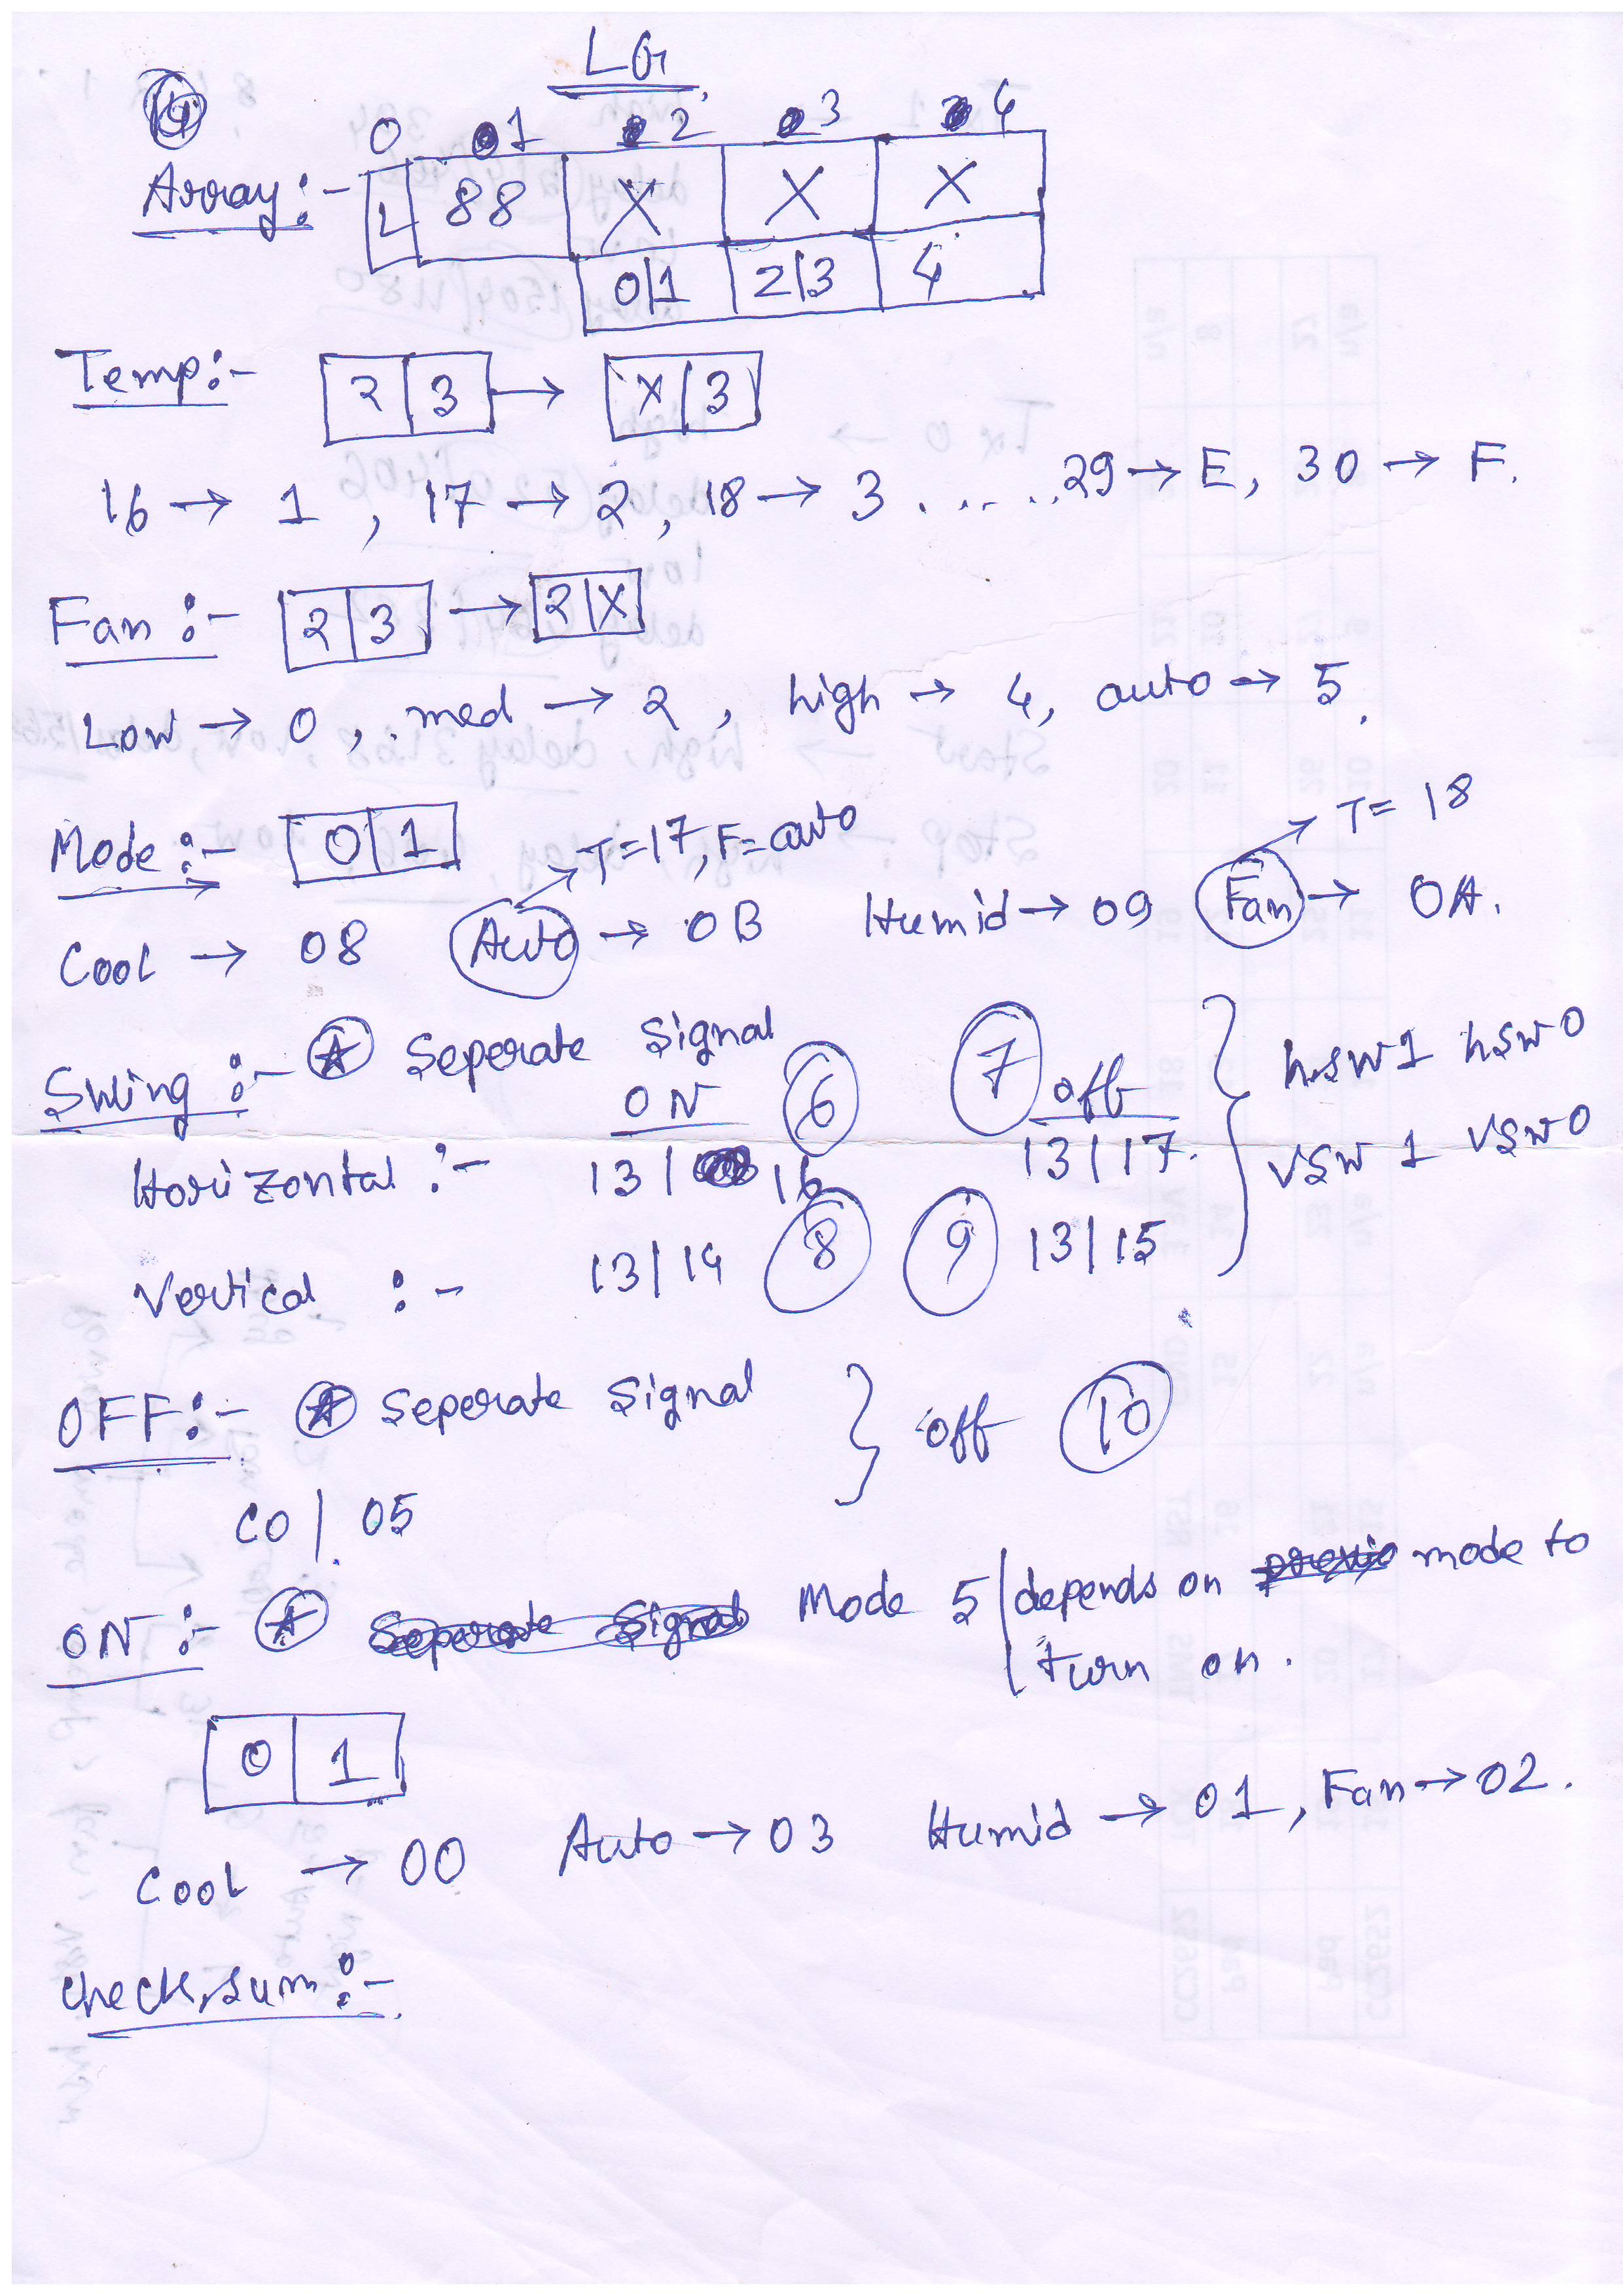 LG
0 1 2 3 4
Array:- L 88 X X X
0|1 2|3 4
Temp:- 2 3 → X 3
16 → 1 , 17 → 2 , 18 → 3 ..... 29 → E, 30 → F.
Fan :- 2 3 → 2 X
Low → 0 , med → 2 , high → 4, auto → 5.
Mode :- 0 1 T=17, F=auto T= 18
Cool → 08 Auto → 0B Humid → 09 Fan → 0A.
Swing :- Seperate Signal
ON 6 7 off hsw1 hsw0
Horizontal :- 13/ 16 13/17. vsw 1 vsw0
Vertical :- 13/14 8 9 13/15
OFF:- Seperate Signal off 10
C0 / 05
ON :- Seperate Signal Mode 5 depends on previo mode to
turn on.
0 1
Cool → 00 Auto → 03 Humid → 01, Fan → 02.
checksum:-